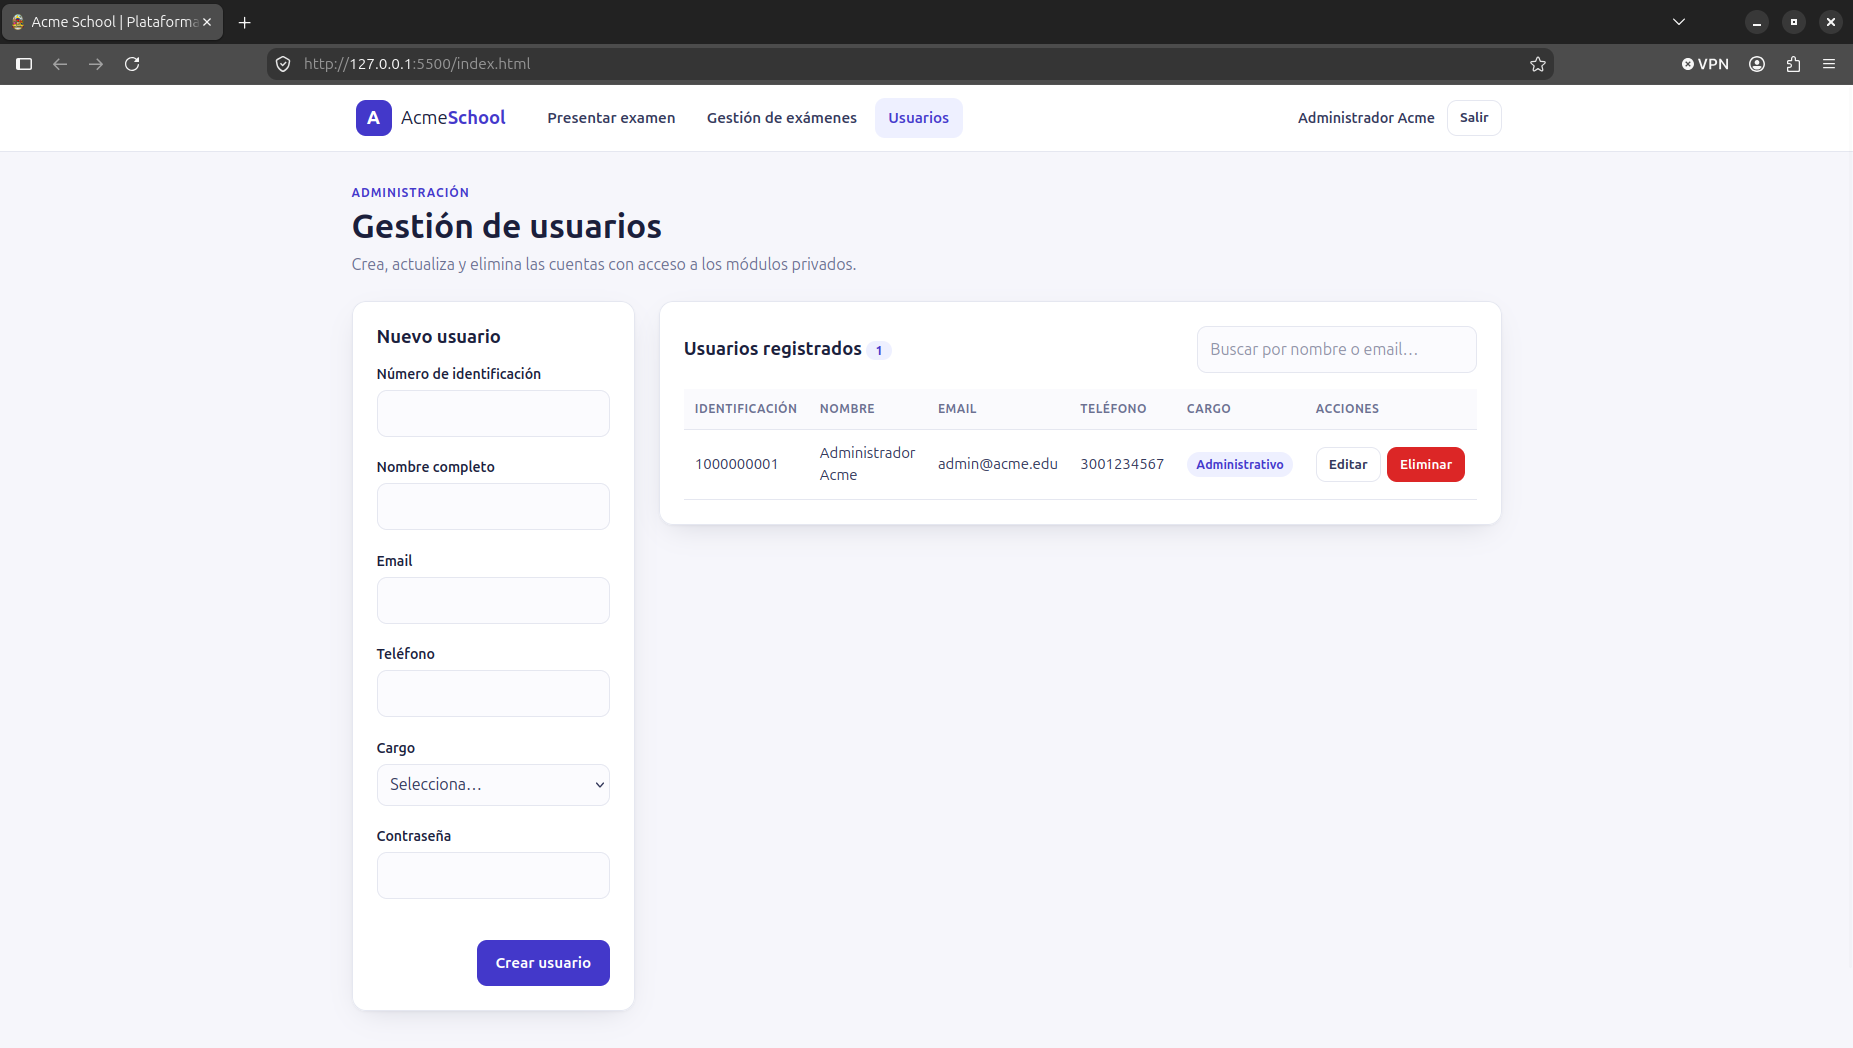 Acme School | Plataforma
http://127.0.0.1:5500/index.html
VPN
A
AcmeSchool
Presentar examen
Gestión de exámenes
Usuarios
Administrador Acme
Salir
ADMINISTRACIÓN
Gestión de usuarios
Crea, actualiza y elimina las cuentas con acceso a los módulos privados.
Nuevo usuario
Número de identificación
Nombre completo
Email
Teléfono
Cargo
Selecciona...
Contraseña
Crear usuario
Usuarios registrados 1
Buscar por nombre o email...
IDENTIFICACIÓN NOMBRE EMAIL TELÉFONO CARGO ACCIONES
1000000001 Administrador Acme admin@acme.edu 3001234567 Administrativo Editar Eliminar